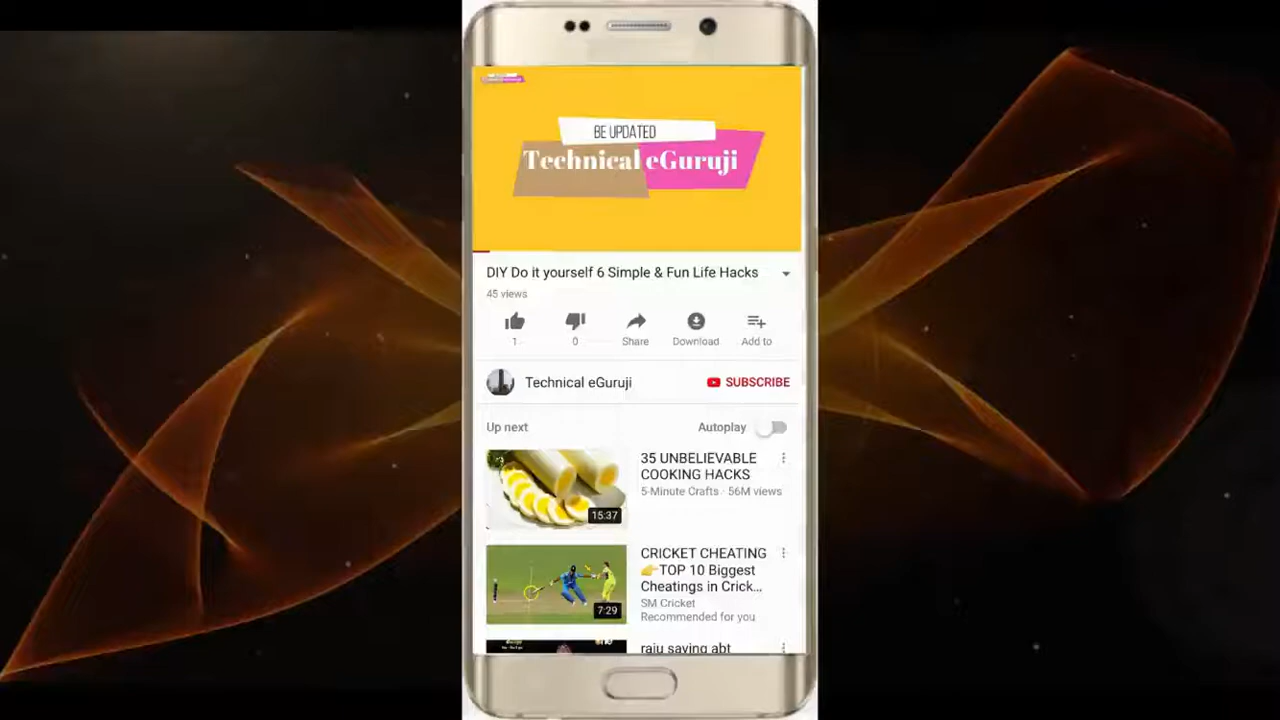 BE UPDATED
Technical eGuruji
DIY Do it yourself 6 Simple & Fun Life Hacks
45 views
1
0
Share
Download
Add to
Technical eGuruji
SUBSCRIBE
Up next
Autoplay
35 UNBELIEVABLE
COOKING HACKS
5-Minute Crafts · 56M views
15:37
CRICKET CHEATING
👉TOP 10 Biggest
Cheatings in Crick...
SM Cricket
Recommended for you
7:29
raju saying abt